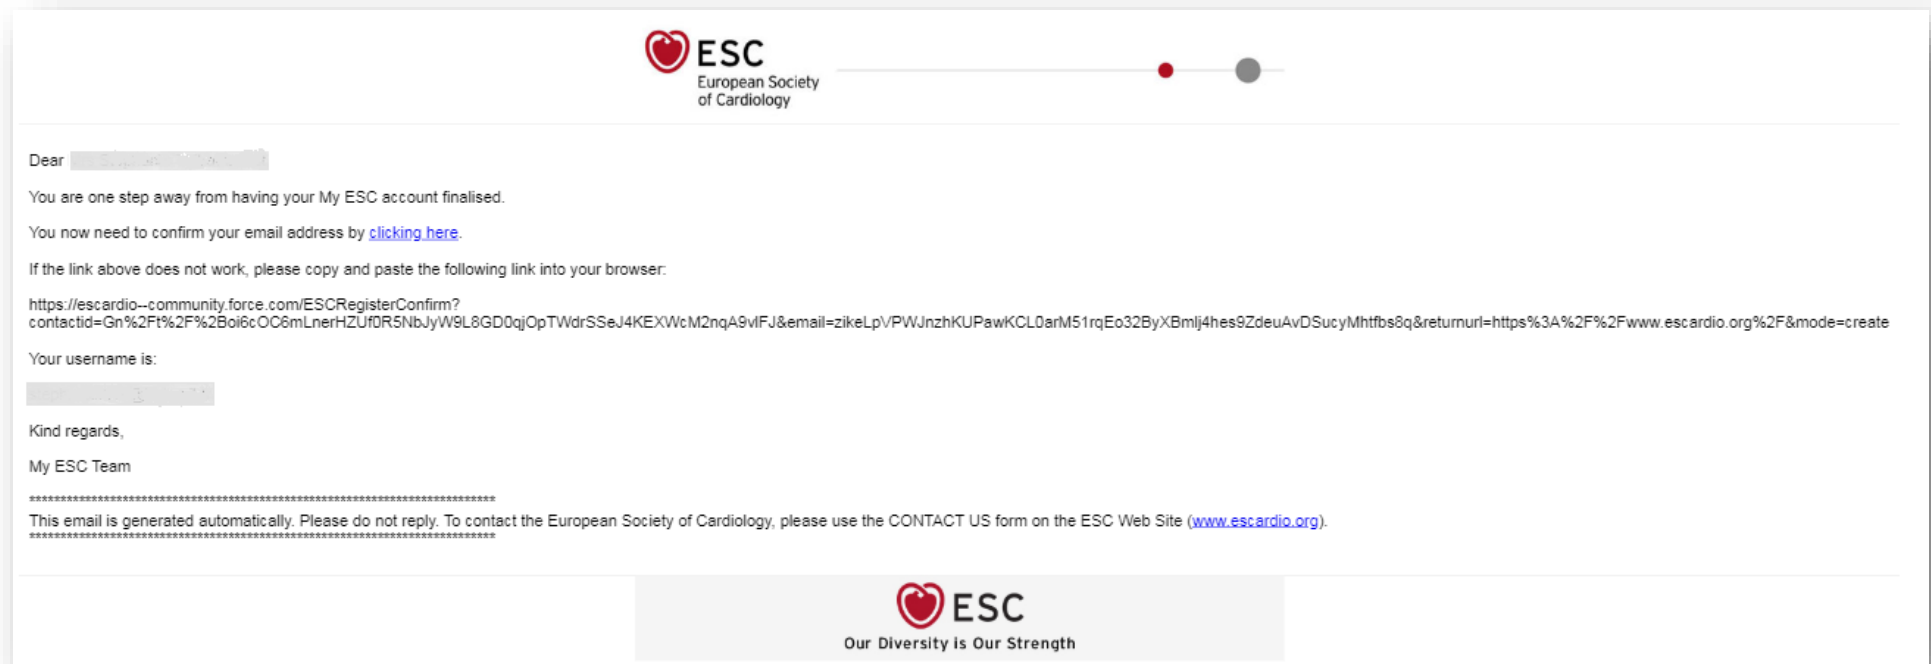 ESC
European Society
of Cardiology
Dear
You are one step away from having your My ESC account finalised.
You now need to confirm your email address by clicking here.
If the link above does not work, please copy and paste the following link into your browser:
https://escardio--community.force.com/ESCRegisterConfirm?
contactid=Gn%2Ft%2F%2Boi6cOC6mLnerHZUf0R5NbJyW9L8GD0qjOpTWdrSSeJ4KEXWcM2nqA9vlFJ&email=zikeLpVPWJnzhKUPawKCL0arM51rqEo32ByXBmlj4hes9ZdeuAvDSucyMhtfbs8q&returnurl=https%3A%2F%2Fwww.escardio.org%2F&mode=create
Your username is:
Kind regards,
My ESC Team
***************************************************************************
This email is generated automatically. Please do not reply. To contact the European Society of Cardiology, please use the CONTACT US form on the ESC Web Site (www.escardio.org).
***************************************************************************
ESC
Our Diversity is Our Strength